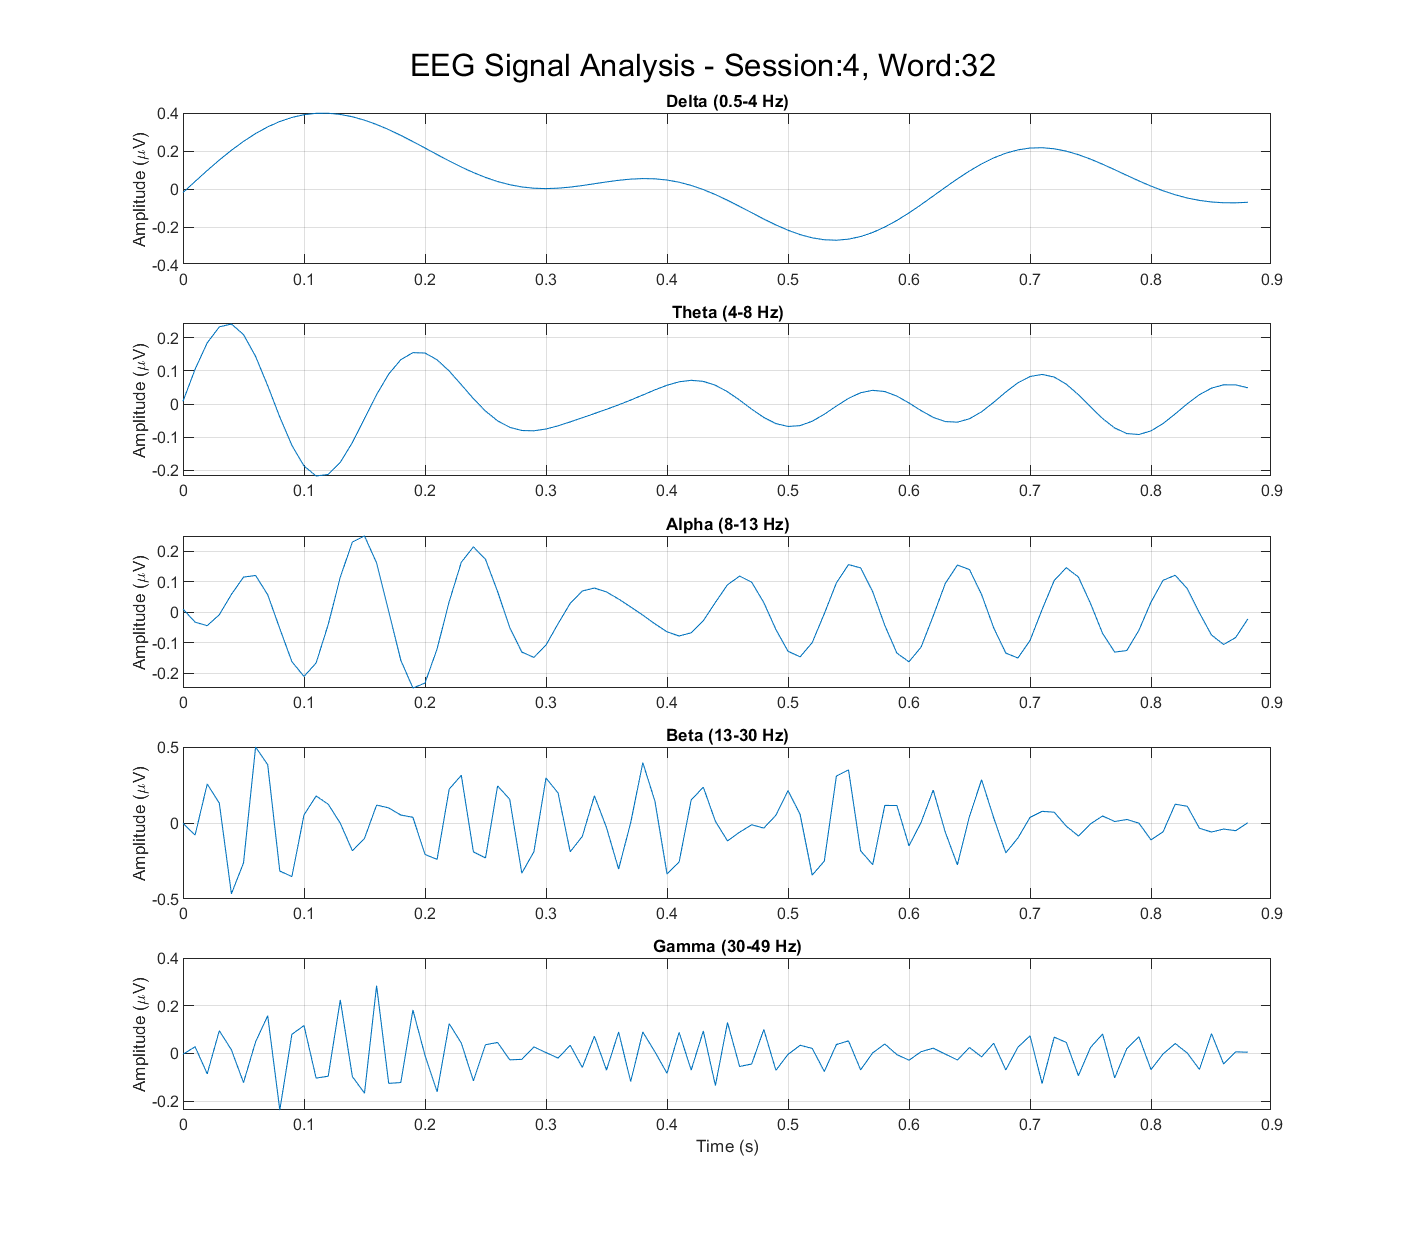 EEG Signal Analysis - Session:4, Word:32
Delta (0.5-4 Hz)
Amplitude (μV)
0.4
0.2
0
-0.2
-0.4
0 0.1 0.2 0.3 0.4 0.5 0.6 0.7 0.8 0.9
Theta (4-8 Hz)
Amplitude (μV)
0.2
0.1
0
-0.1
-0.2
0 0.1 0.2 0.3 0.4 0.5 0.6 0.7 0.8 0.9
Alpha (8-13 Hz)
Amplitude (μV)
0.2
0.1
0
-0.1
-0.2
0 0.1 0.2 0.3 0.4 0.5 0.6 0.7 0.8 0.9
Beta (13-30 Hz)
Amplitude (μV)
0.5
0
-0.5
0 0.1 0.2 0.3 0.4 0.5 0.6 0.7 0.8 0.9
Gamma (30-49 Hz)
Amplitude (μV)
0.4
0.2
0
-0.2
0 0.1 0.2 0.3 0.4 0.5 0.6 0.7 0.8 0.9
Time (s)